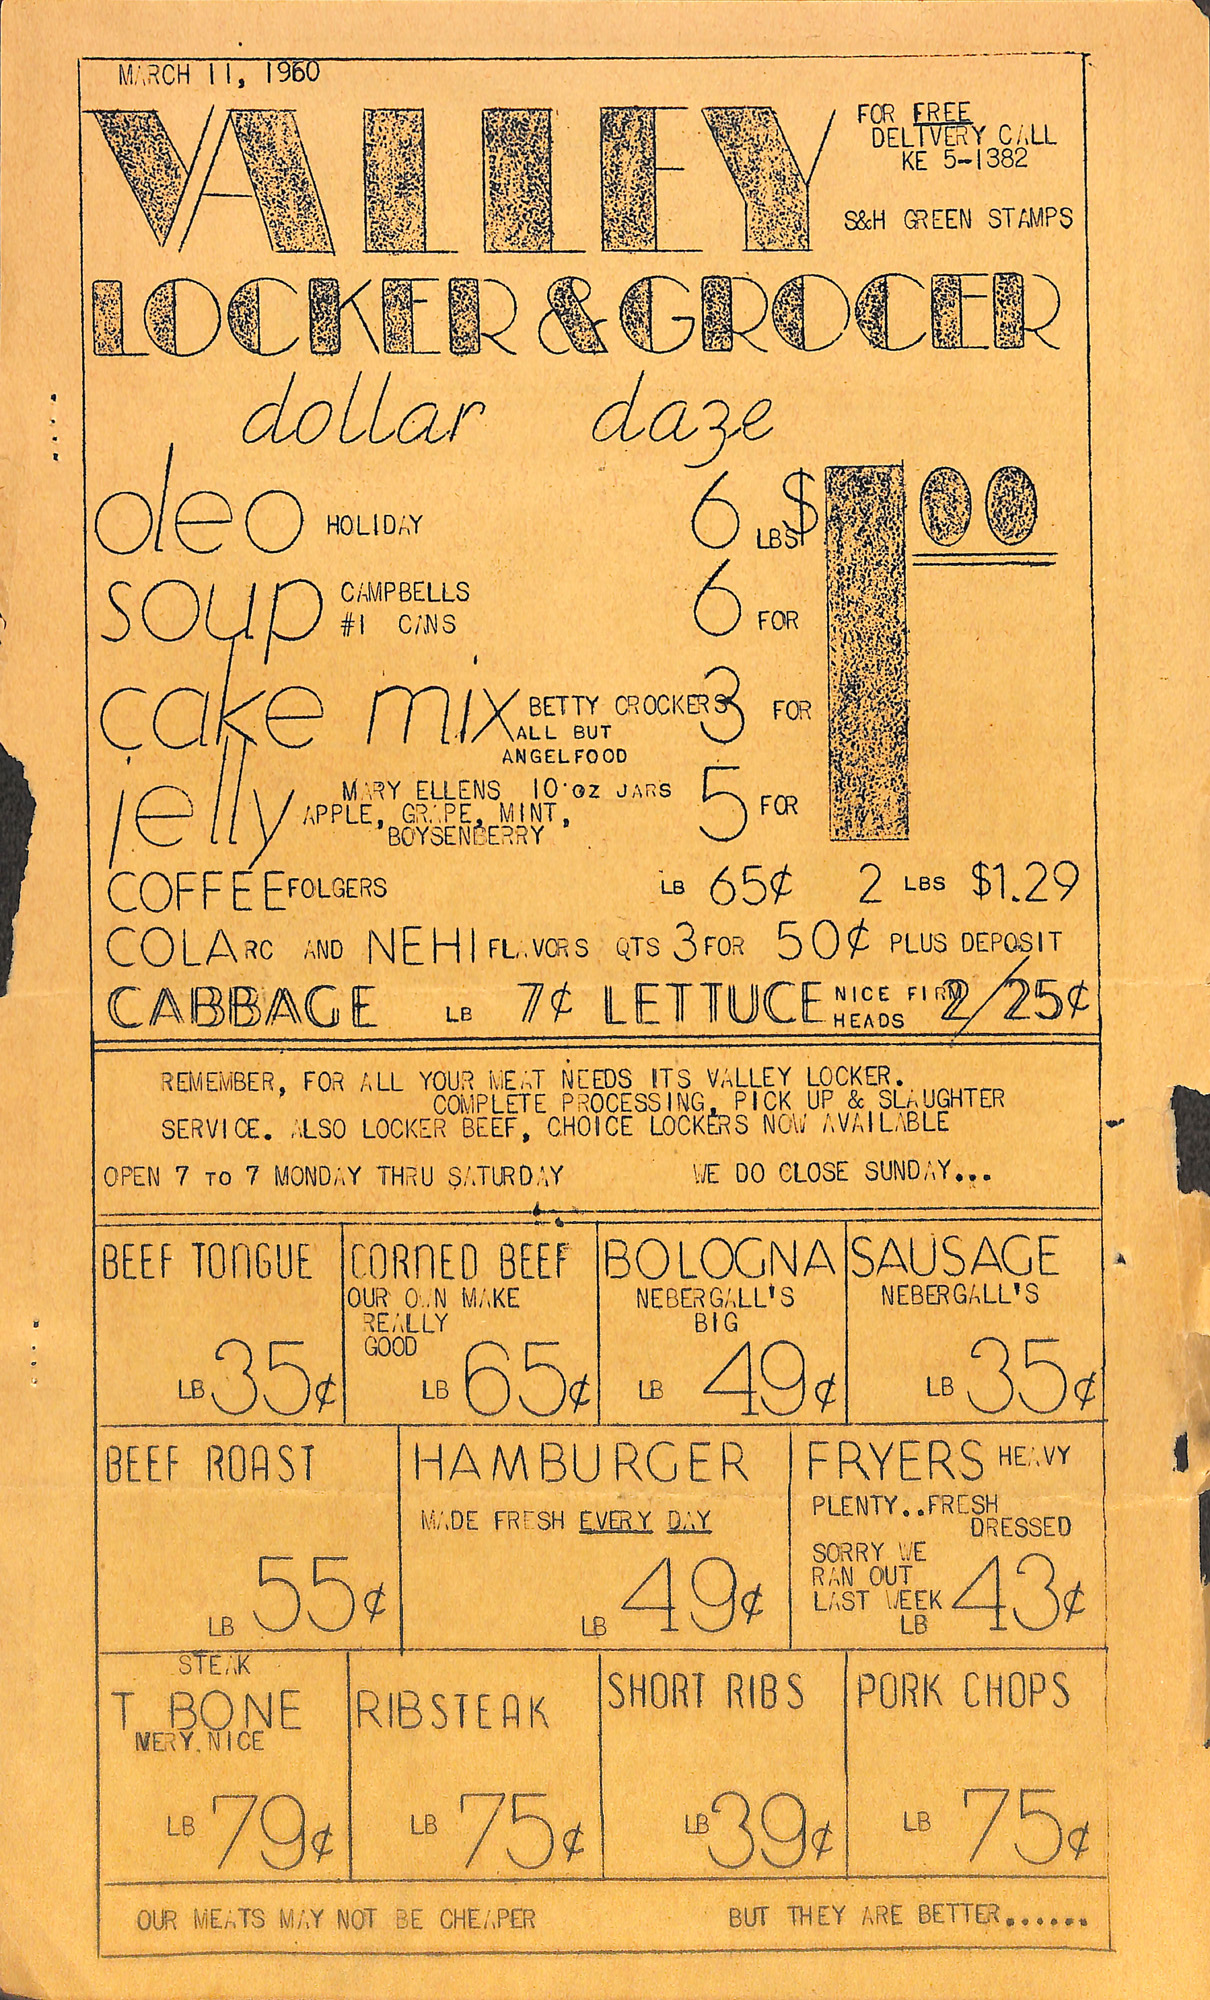 MARCH 11, 1960
VALLEY
FOR FREE
DELIVERY CALL
KE 5-1382
S&H GREEN STAMPS
LOCKER & GROCER
dollar daze
oleo HOLIDAY 6 LBS $1.00
soup CAMPBELLS
#1 CANS 6 FOR
cake mix BETTY CROCKERS 3 FOR
ALL BUT
ANGELFOOD
jelly MARY ELLENS 10 oz JARS 5 FOR
APPLE, GRAPE, MINT,
BOYSENBERRY
COFFEE FOLGERS LB 65¢ 2 LBS $1.29
COLA RC AND NEHI FLAVORS QTS 3 FOR 50¢ PLUS DEPOSIT
CABBAGE LB 7¢ LETTUCE NICE FIRM
HEADS 2/25¢
REMEMBER, FOR ALL YOUR MEAT NEEDS ITS VALLEY LOCKER.
COMPLETE PROCESSING, PICK UP & SLAUGHTER
SERVICE. ALSO LOCKER BEEF, CHOICE LOCKERS NOW AVAILABLE
OPEN 7 TO 7 MONDAY THRU SATURDAY WE DO CLOSE SUNDAY...
BEEF TONGUE
LB 35¢
CORNED BEEF
OUR OWN MAKE
REALLY
GOOD
LB 65¢
BOLOGNA
NEBERGALL'S
BIG
LB 49¢
SAUSAGE
NEBERGALL'S
LB 35¢
BEEF ROAST
LB 55¢
HAMBURGER
MADE FRESH EVERY DAY
LB 49¢
FRYERS HEAVY
PLENTY..FRESH
DRESSED
SORRY WE
RAN OUT
LAST WEEK
LB 43¢
STEAK
T BONE
VERY NICE
LB 79¢
RIBSTEAK
LB 75¢
SHORT RIBS
LB 39¢
PORK CHOPS
LB 75¢
OUR MEATS MAY NOT BE CHEAPER BUT THEY ARE BETTER......